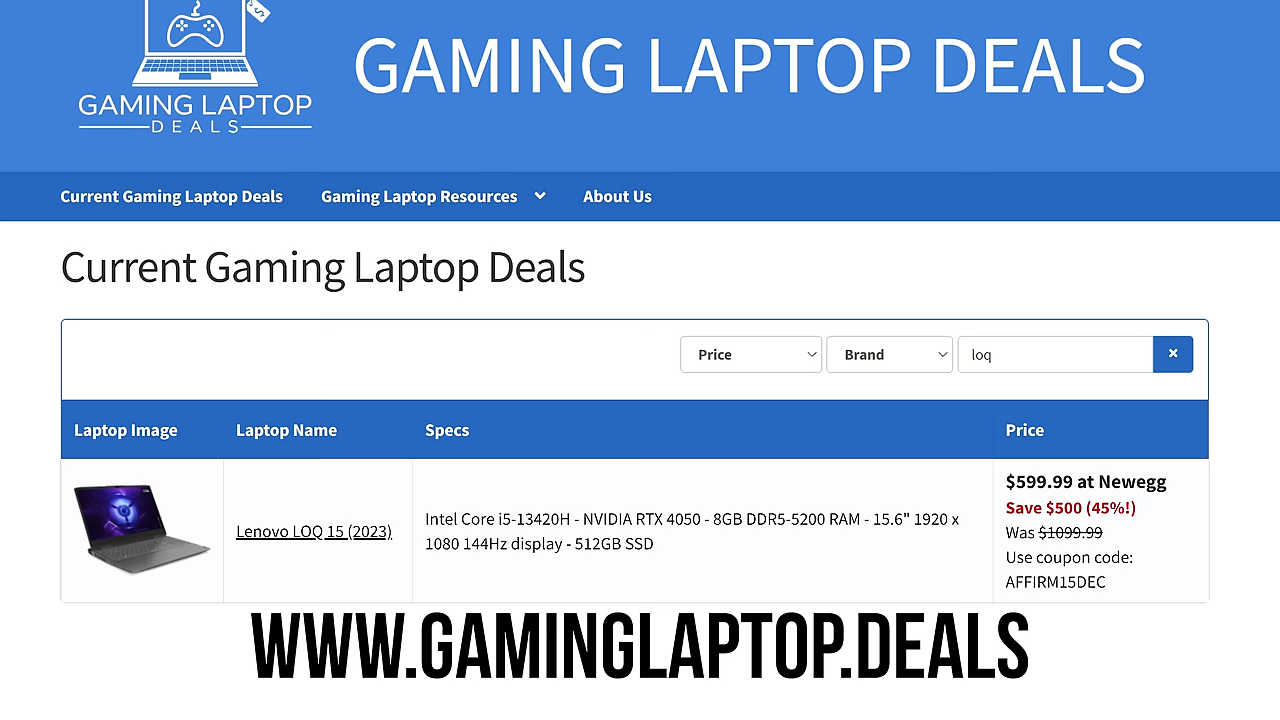 GAMING LAPTOP
DEALS
GAMING LAPTOP DEALS
Current Gaming Laptop Deals
Gaming Laptop Resources
About Us
Current Gaming Laptop Deals
Price
Brand
loq
Laptop Image
Laptop Name
Specs
Price
Lenovo LOQ 15 (2023)
Intel Core i5-13420H - NVIDIA RTX 4050 - 8GB DDR5-5200 RAM - 15.6" 1920 x
1080 144Hz display - 512GB SSD
$599.99 at Newegg
Save $500 (45%!)
Was $1099.99
Use coupon code:
AFFIRM15DEC
WWW.GAMINGLAPTOP.DEALS